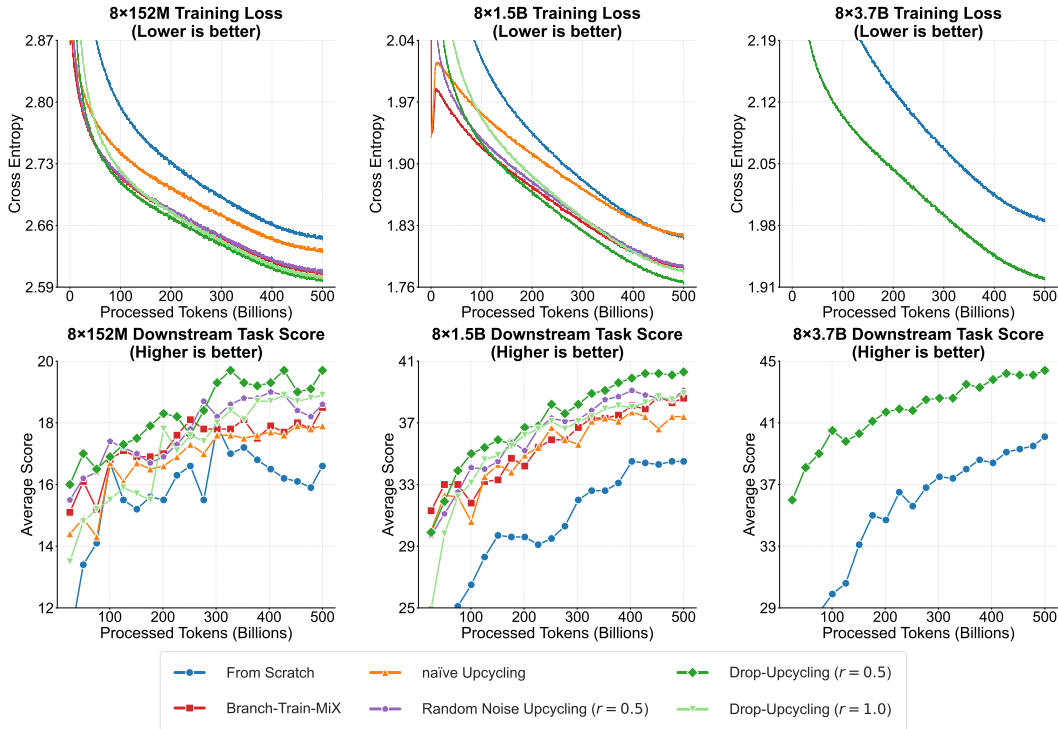 8×152M Training Loss
(Lower is better)
8×1.5B Training Loss
(Lower is better)
8×3.7B Training Loss
(Lower is better)
Cross Entropy
2.87
2.80
2.73
2.66
2.59
0 100 200 300 400 500
Processed Tokens (Billions)
Cross Entropy
2.04
1.97
1.90
1.83
1.76
0 100 200 300 400 500
Processed Tokens (Billions)
Cross Entropy
2.19
2.12
2.05
1.98
1.91
0 100 200 300 400 500
Processed Tokens (Billions)
8×152M Downstream Task Score
(Higher is better)
8×1.5B Downstream Task Score
(Higher is better)
8×3.7B Downstream Task Score
(Higher is better)
Average Score
20
18
16
14
12
100 200 300 400 500
Processed Tokens (Billions)
Average Score
41
37
33
29
25
100 200 300 400 500
Processed Tokens (Billions)
Average Score
45
41
37
33
29
100 200 300 400 500
Processed Tokens (Billions)
From Scratch
naïve Upcycling
Drop-Upcycling (r = 0.5)
Branch-Train-MiX
Random Noise Upcycling (r = 0.5)
Drop-Upcycling (r = 1.0)